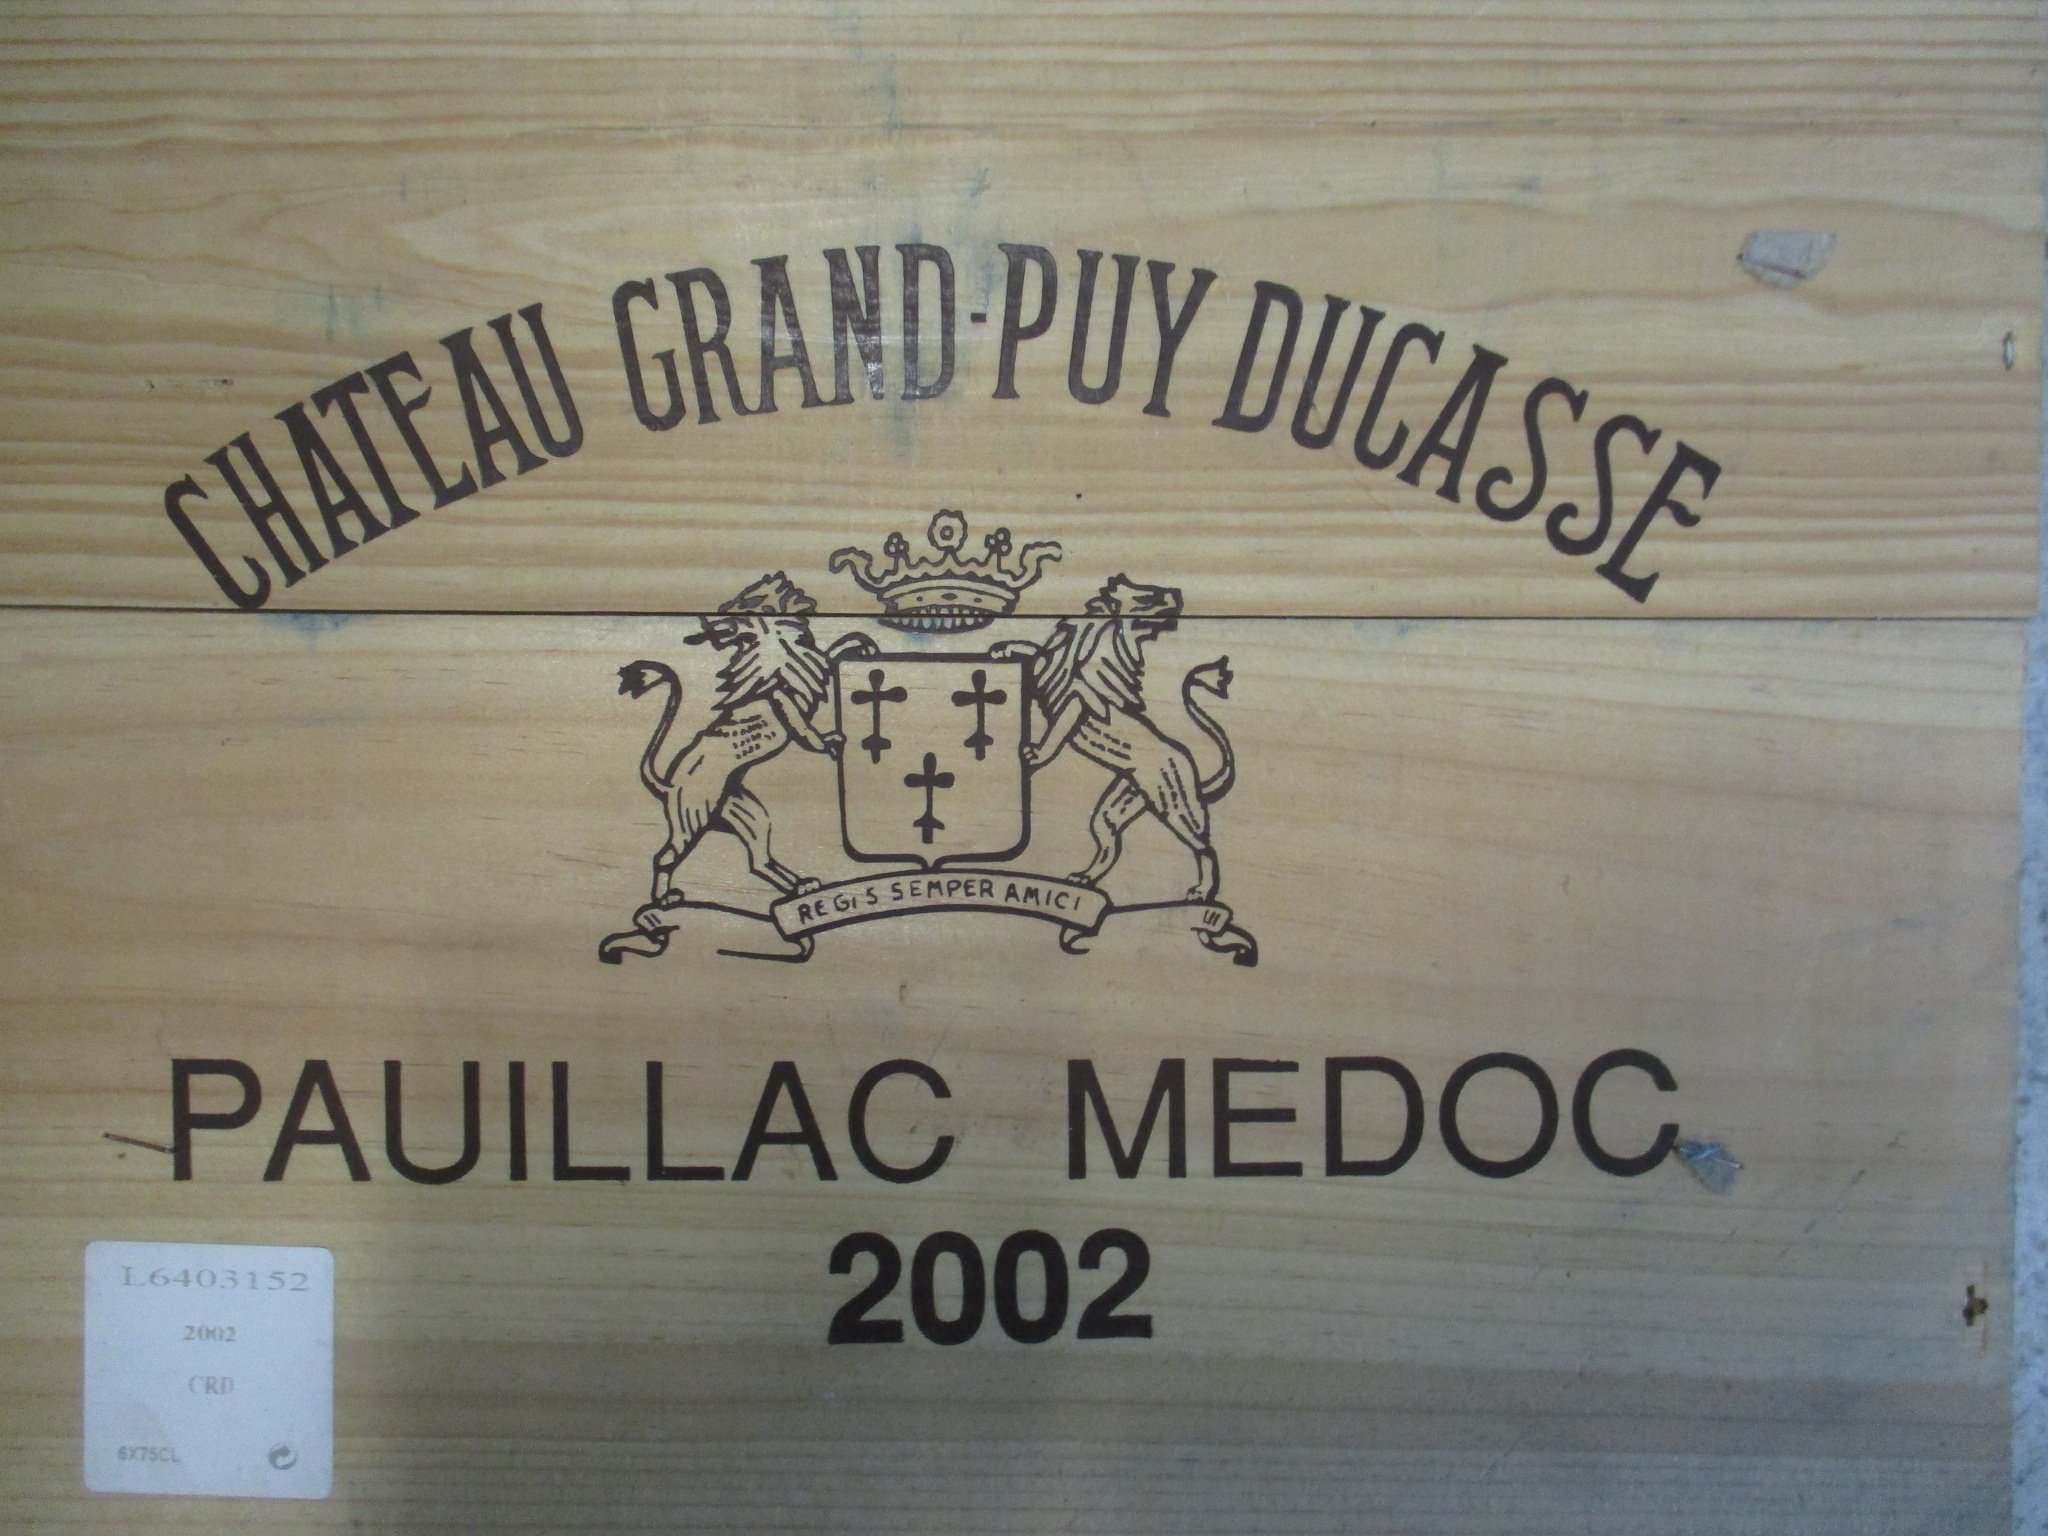 CHATEAU GRAND-PUY DUCASSE
REGIS SEMPER AMICI
PAUILLAC MEDOC
2002
L6403152
2002
CRD
6X75CL